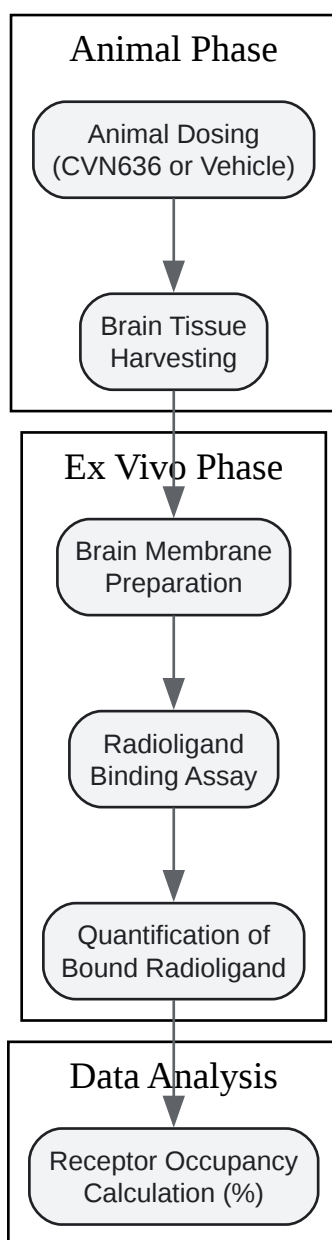 Animal Phase
Animal Dosing
(CVN636 or Vehicle)
Brain Tissue
Harvesting
Ex Vivo Phase
Brain Membrane
Preparation
Radioligand
Binding Assay
Quantification of
Bound Radioligand
Data Analysis
Receptor Occupancy
Calculation (%)